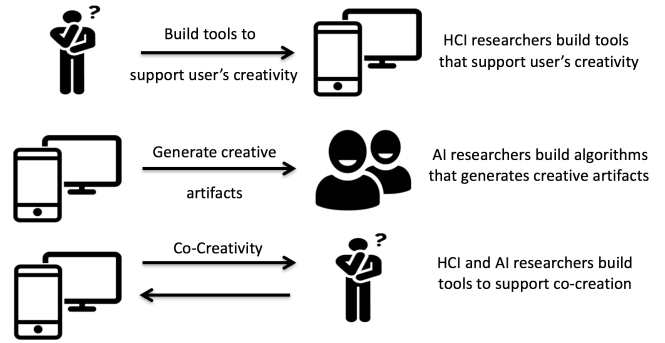 ?
Build tools to
support user's creativity
HCI researchers build tools
that support user's creativity
Generate creative
artifacts
AI researchers build algorithms
that generates creative artifacts
Co-Creativity
?
HCI and AI researchers build
tools to support co-creation